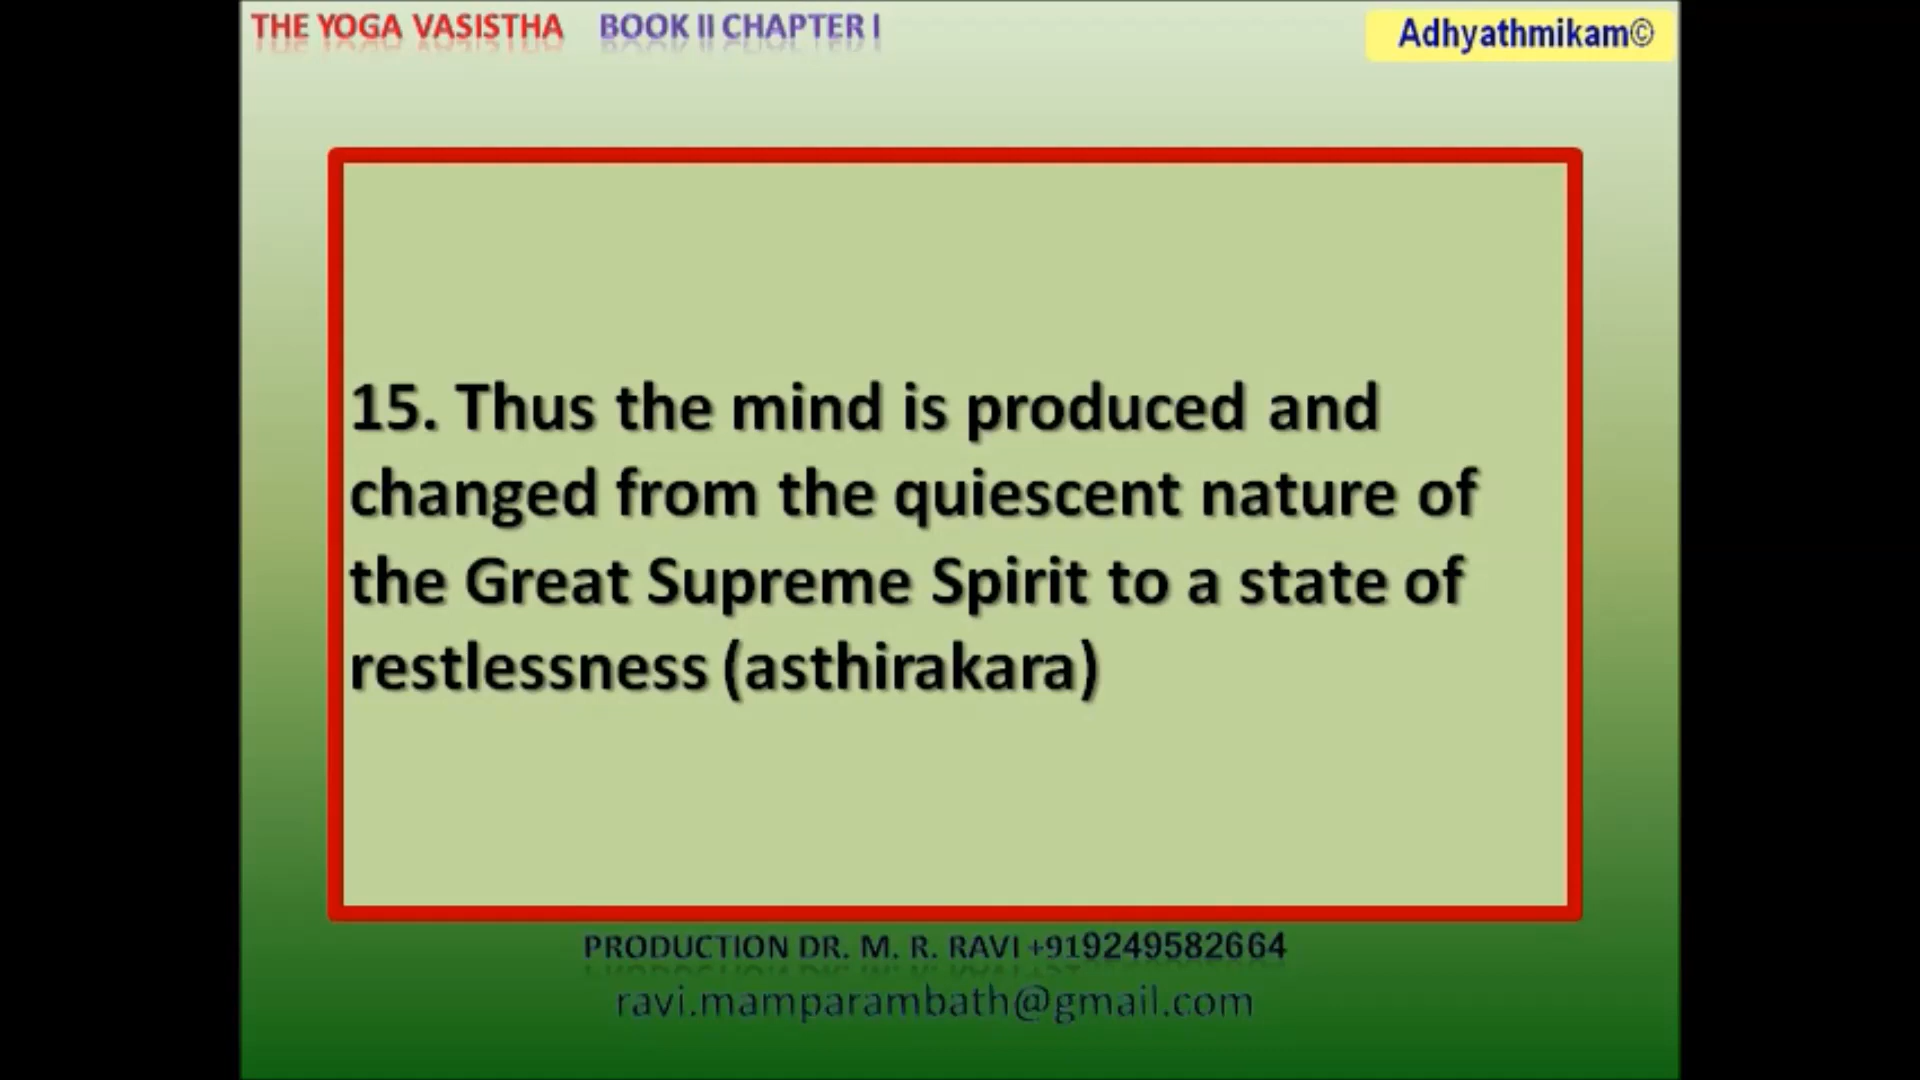 THE YOGA VASISTHA BOOK II CHAPTER I
Adhyathmikam©
15. Thus the mind is produced and
changed from the quiescent nature of
the Great Supreme Spirit to a state of
restlessness (asthirakara)
PRODUCTION DR. M. R. RAVI +919249582664
ravi.mamparambath@gmail.com